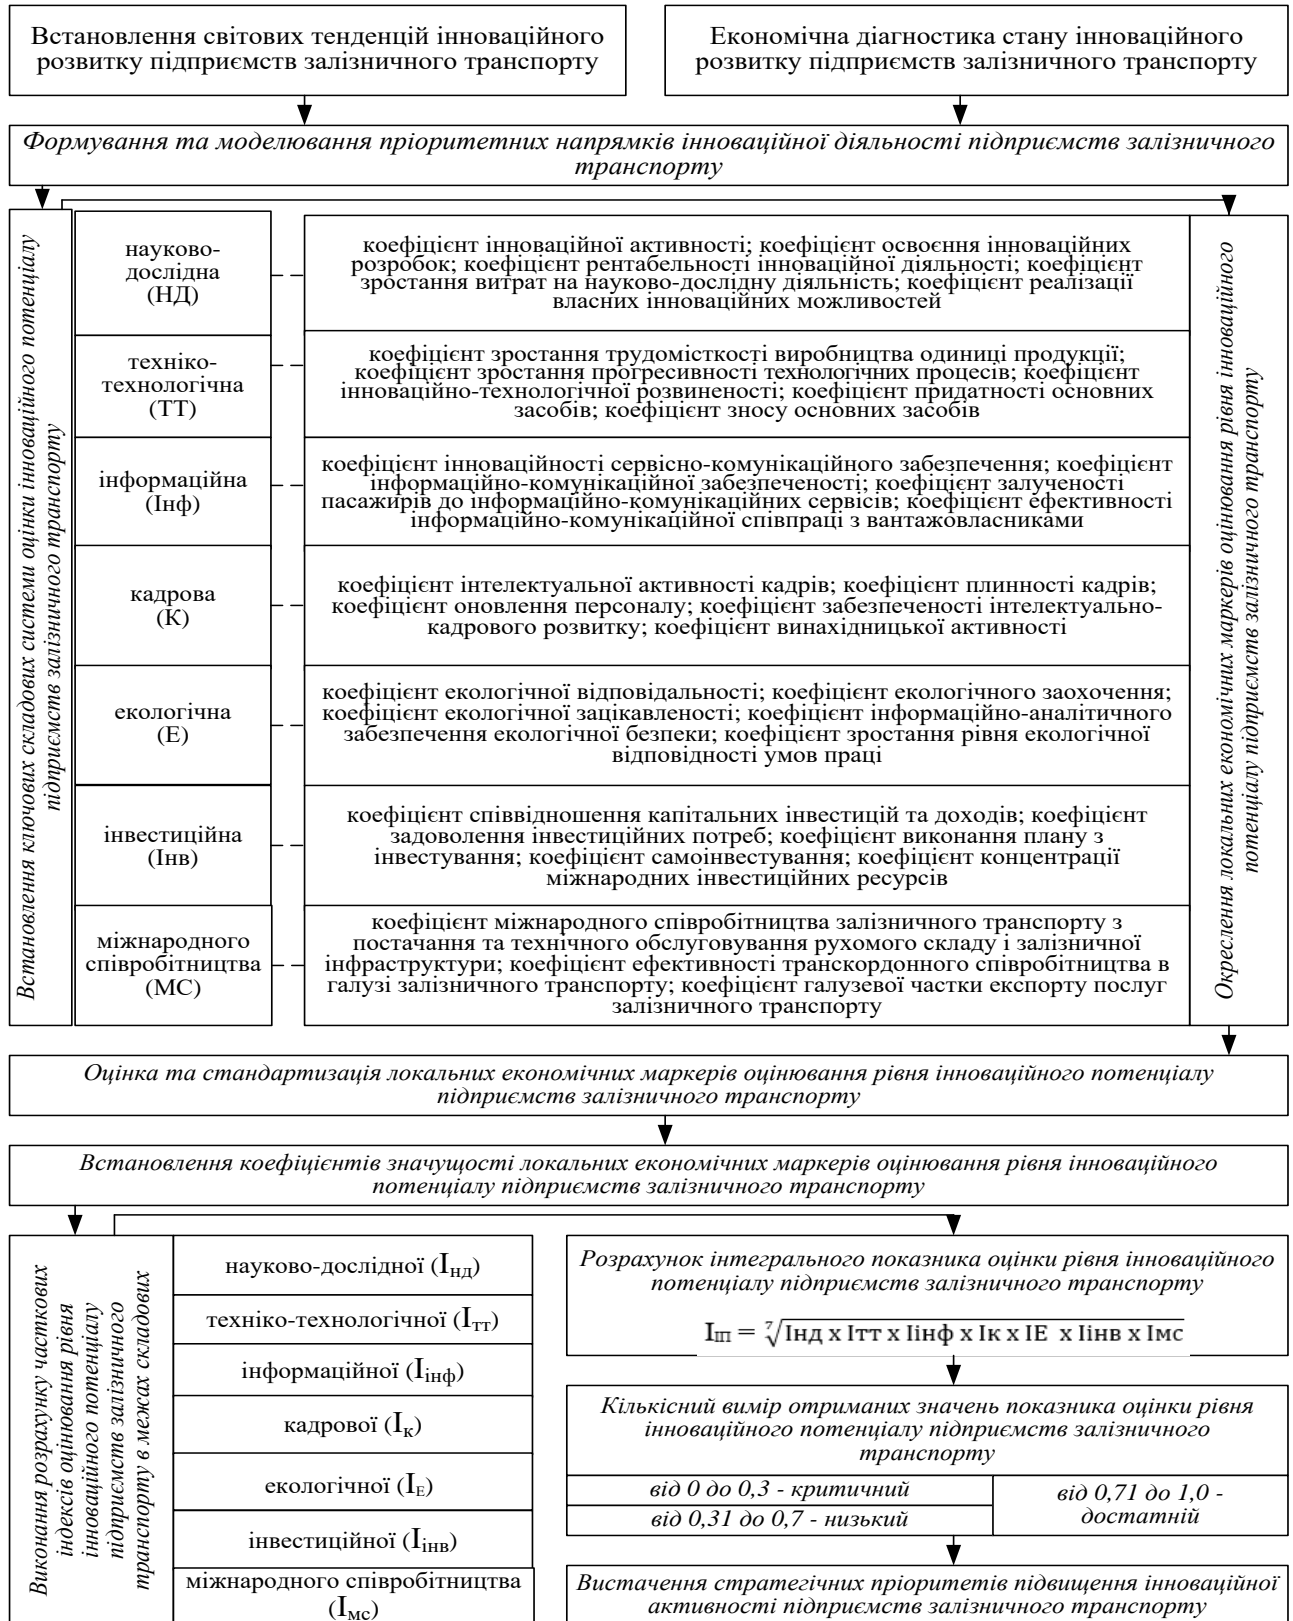 Встановлення світових тенденцій інноваційного
розвитку підприємств залізничного транспорту
Економічна діагностика стану інноваційного
розвитку підприємств залізничного транспорту
Формування та моделювання пріоритетних напрямків інноваційної діяльності підприємств залізничного
транспорту
Встановлення ключових складових системи оцінки інноваційного потенціалу
підприємств залізничного транспорту
науково-
дослідна
(НД)
коефіцієнт інноваційної активності; коефіцієнт освоєння інноваційних
розробок; коефіцієнт рентабельності інноваційної діяльності; коефіцієнт
зростання витрат на науково-дослідну діяльність; коефіцієнт реалізації
власних інноваційних можливостей
техніко-
технологічна
(ТТ)
коефіцієнт зростання трудомісткості виробництва одиниці продукції;
коефіцієнт зростання прогресивності технологічних процесів; коефіцієнт
інноваційно-технологічної розвиненості; коефіцієнт придатності основних
засобів; коефіцієнт зносу основних засобів
інформаційна
(Інф)
коефіцієнт інноваційності сервісно-комунікаційного забезпечення; коефіцієнт
інформаційно-комунікаційної забезпеченості; коефіцієнт залученості
пасажирів до інформаційно-комунікаційних сервісів; коефіцієнт ефективності
інформаційно-комунікаційної співпраці з вантажовласниками
кадрова
(К)
коефіцієнт інтелектуальної активності кадрів; коефіцієнт плинності кадрів;
коефіцієнт оновлення персоналу; коефіцієнт забезпеченості інтелектуально-
кадрового розвитку; коефіцієнт винахідницької активності
екологічна
(Е)
коефіцієнт екологічної відповідальності; коефіцієнт екологічного заохочення;
коефіцієнт екологічної зацікавленості; коефіцієнт інформаційно-аналітичного
забезпечення екологічної безпеки; коефіцієнт зростання рівня екологічної
відповідності умов праці
інвестиційна
(Інв)
коефіцієнт співвідношення капітальних інвестицій та доходів; коефіцієнт
задоволення інвестиційних потреб; коефіцієнт виконання плану з
інвестування; коефіцієнт самоінвестування; коефіцієнт концентрації
міжнародних інвестиційних ресурсів
міжнародного
співробітництва
(МС)
коефіцієнт міжнародного співробітництва залізничного транспорту з
постачання та технічного обслуговування рухомого складу і залізничної
інфраструктури; коефіцієнт ефективності транскордонного співробітництва в
галузі залізничного транспорту; коефіцієнт галузевої частки експорту послуг
залізничного транспорту
Окреслення локальних економічних маркерів оцінювання рівня інноваційного
потенціалу підприємств залізничного транспорту
Оцінка та стандартизація локальних економічних маркерів оцінювання рівня інноваційного потенціалу
підприємств залізничного транспорту
Встановлення коефіцієнтів значущості локальних економічних маркерів оцінювання рівня інноваційного
потенціалу підприємств залізничного транспорту
Виконання розрахунку часткових
індексів оцінювання рівня
інноваційного потенціалу
підприємств залізничного
транспорту в межах складових
науково-дослідної (Iнд)
техніко-технологічної (Iтт)
інформаційної (Iінф)
кадрової (Iк)
екологічної (IЕ)
інвестиційної (Iінв)
міжнародного співробітництва
(Iмс)
Розрахунок інтегрального показника оцінки рівня інноваційного
потенціалу підприємств залізничного транспорту
Iіп = ⁷√Iнд x Iтт x Iінф x Iк x IЕ x Iінв x Iмс
Кількісний вимір отриманих значень показника оцінки рівня
інноваційного потенціалу підприємств залізничного
транспорту
від 0 до 0,3 - критичний
від 0,31 до 0,7 - низький
від 0,71 до 1,0 -
достатній
Вистачення стратегічних пріоритетів підвищення інноваційної
активності підприємств залізничного транспорту